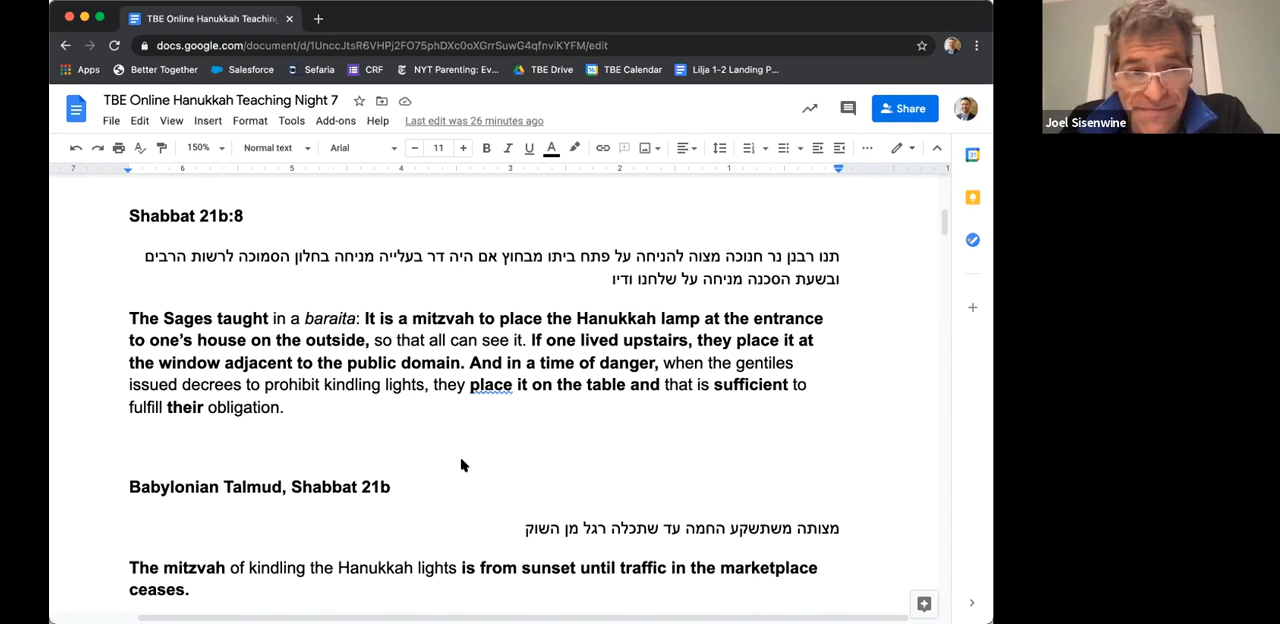 TBE Online Hanukkah Teaching
docs.google.com/document/d/1UnccJtsR6VHPj2FO75phDXc0oXGrrSuwG4qfnviKYFM/edit
Apps Better Together Salesforce Sefaria CRF NYT Parenting: Ev... TBE Drive TBE Calendar Lilja 1-2 Landing P...
TBE Online Hanukkah Teaching Night 7
Share
File Edit View Insert Format Tools Add-ons Help Last edit was 26 minutes ago
150% Normal text Arial 11
7 6 5 4 3 2 1 1
Shabbat 21b:8
תנו רבנן נר חנוכה מצוה להניחה על פתח ביתו מבחוץ אם היה דר בעלייה מניחה בחלון הסמוכה לרשות הרבים
ובשעת הסכנה מניחה על שלחנו ודיו
The Sages taught in a baraita: It is a mitzvah to place the Hanukkah lamp at the entrance
to one's house on the outside, so that all can see it. If one lived upstairs, they place it at
the window adjacent to the public domain. And in a time of danger, when the gentiles
issued decrees to prohibit kindling lights, they place it on the table and that is sufficient to
fulfill their obligation.
Babylonian Talmud, Shabbat 21b
מצותה משתשקע החמה עד שתכלה רגל מן השוק
The mitzvah of kindling the Hanukkah lights is from sunset until traffic in the marketplace
ceases.
Joel Sisenwine